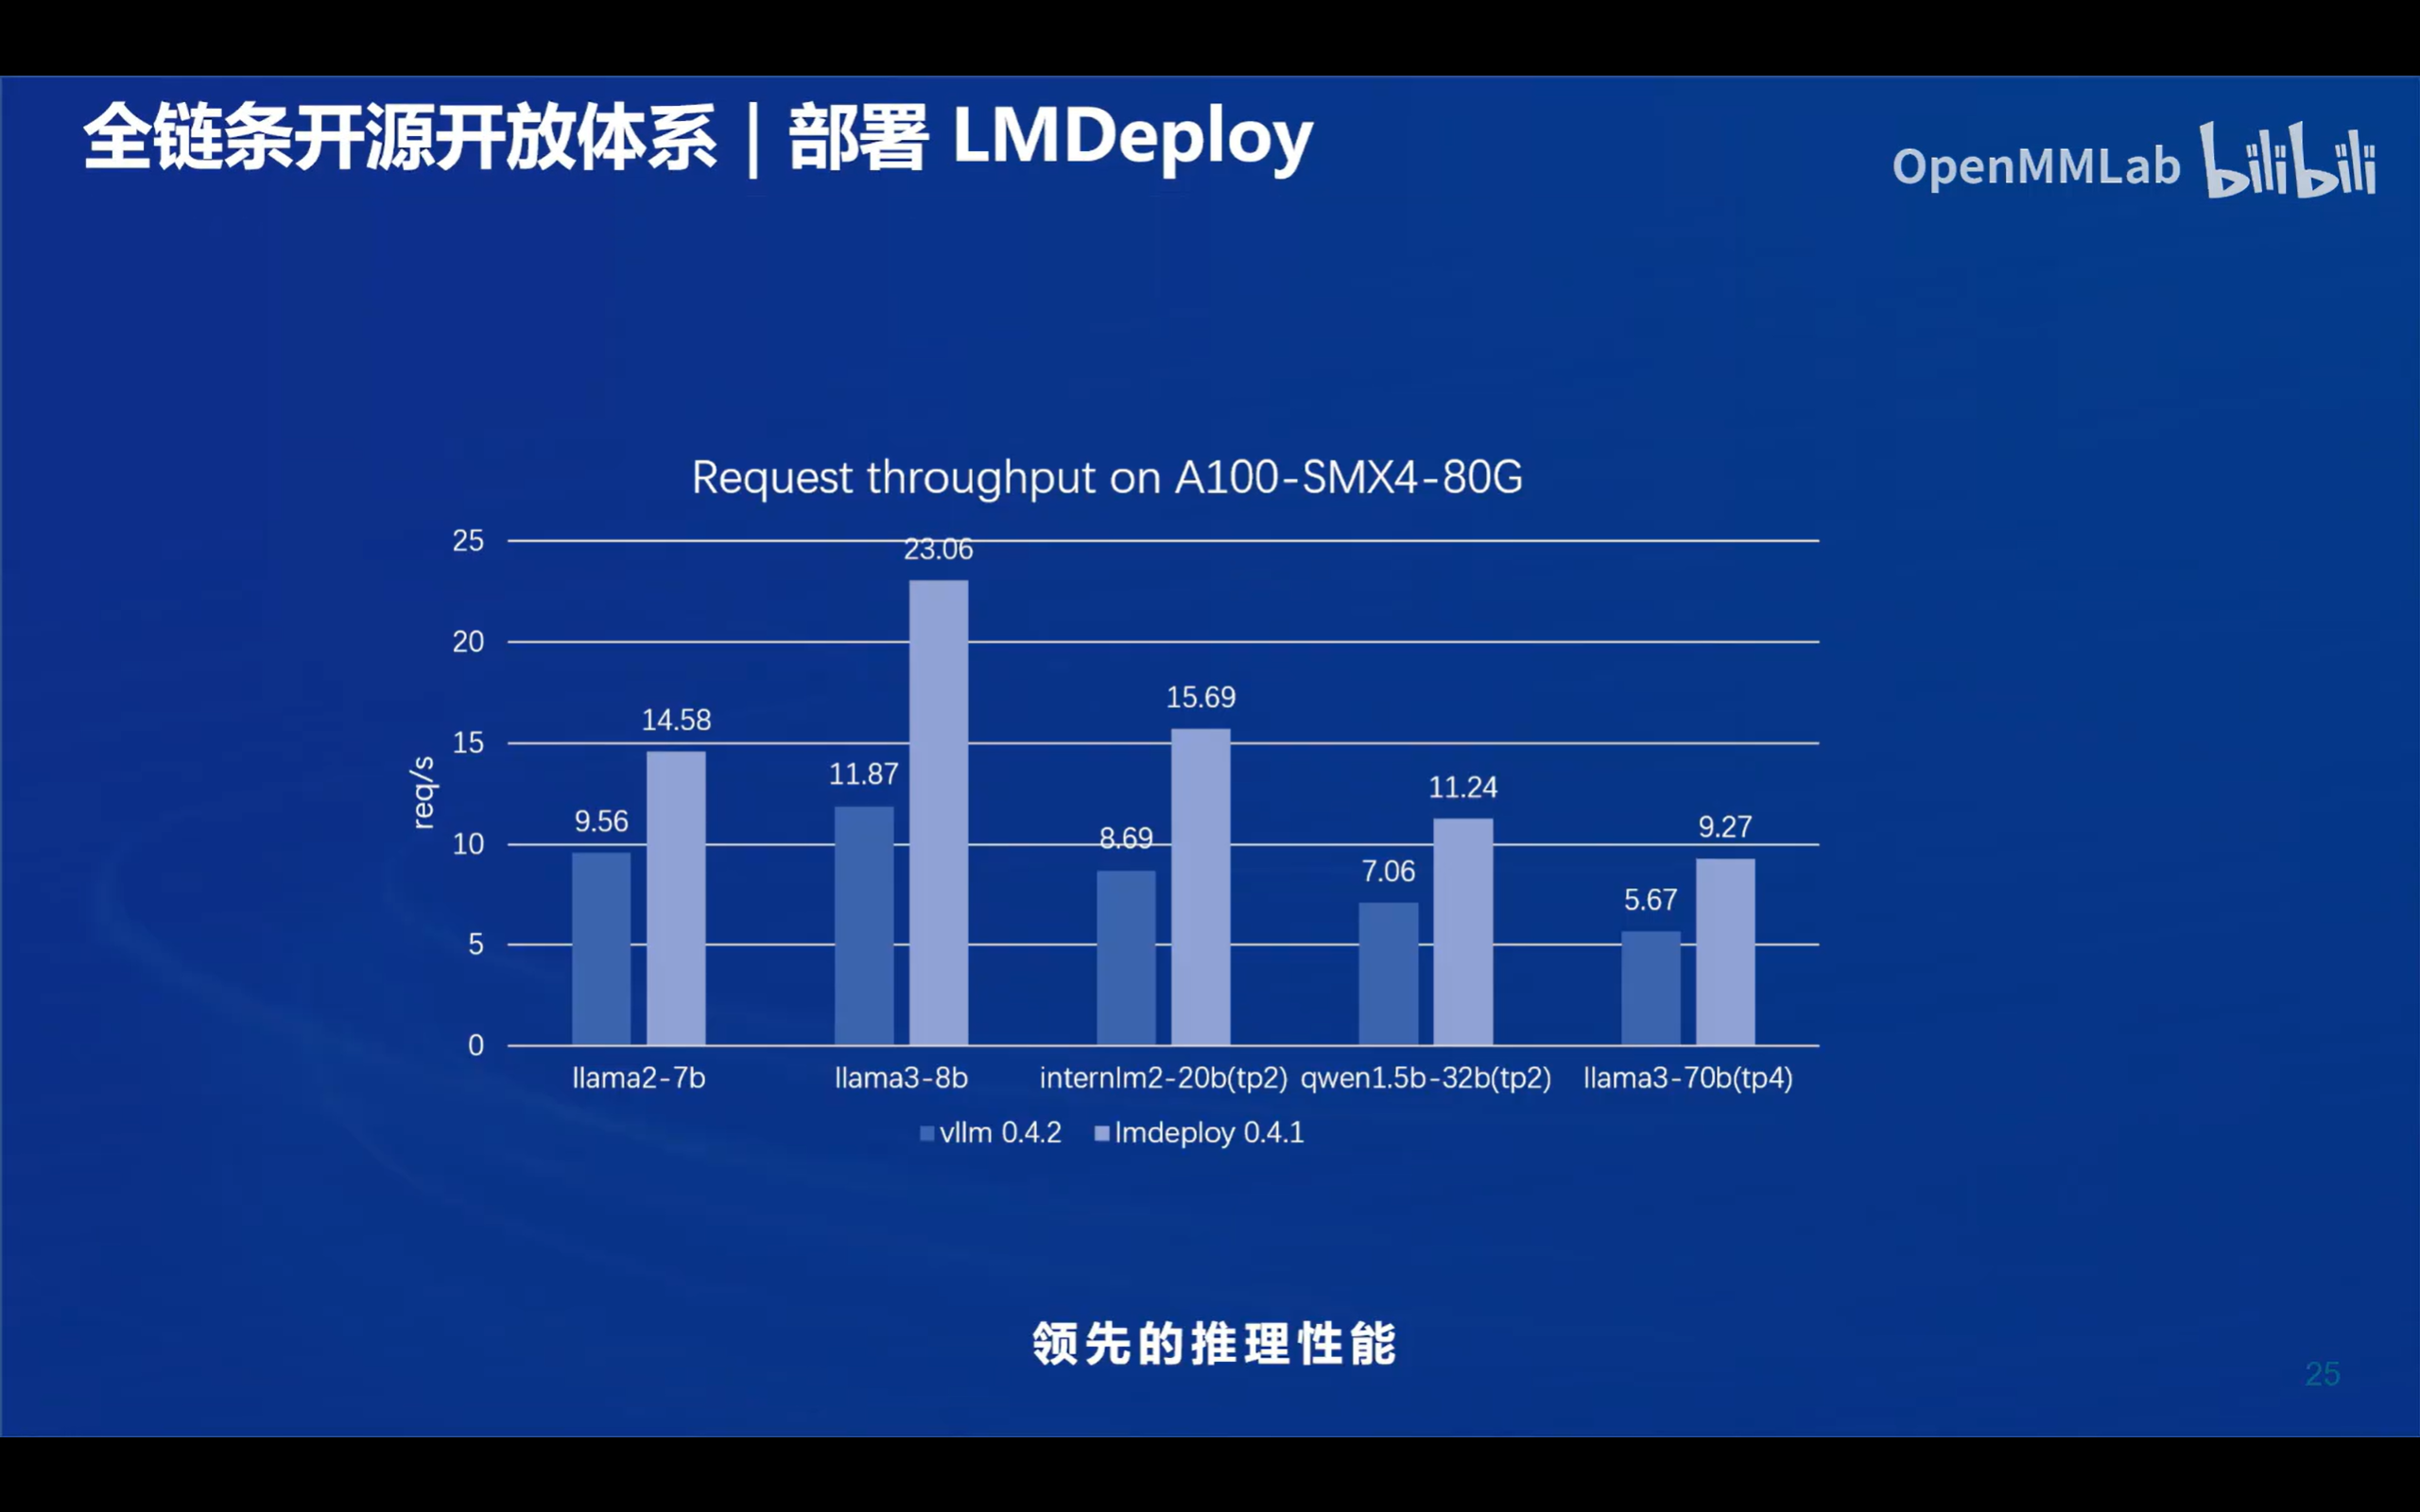 全链条开源开放体系 | 部署 LMDeploy
OpenMMLab bilibili
Request throughput on A100-SMX4-80G
25
20
15
10
5
0
req/s
9.56
14.58
11.87
23.06
8.69
15.69
7.06
11.24
5.67
9.27
llama2-7b
llama3-8b
internlm2-20b(tp2)
qwen1.5b-32b(tp2)
llama3-70b(tp4)
vllm 0.4.2
lmdeploy 0.4.1
领先的推理性能
25